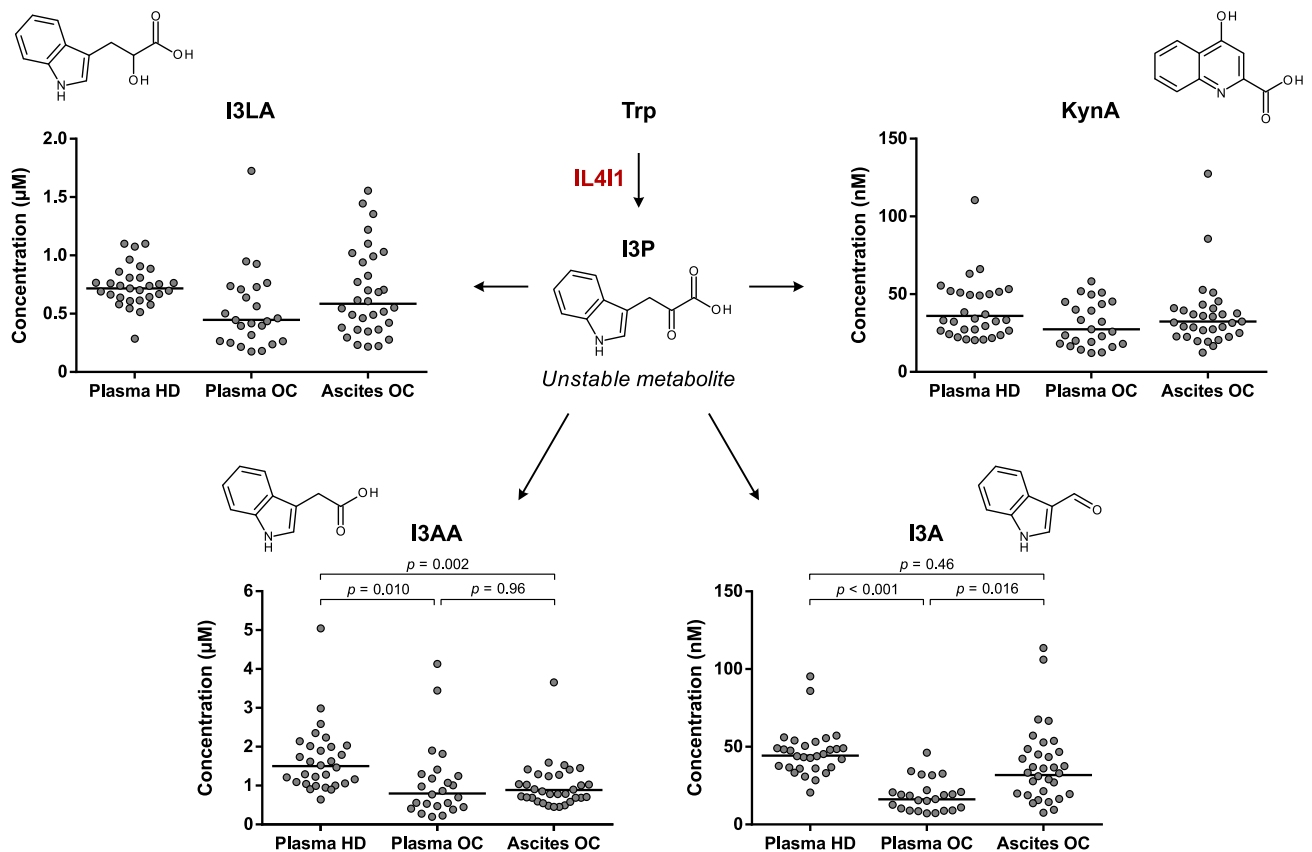 O
OH
OH
N
H
I3LA
Concentration (µM)
2.0
1.5
1.0
0.5
0
Plasma HD
Plasma OC
Ascites OC
Trp
IL4I1
I3P
O
OH
O
N
H
Unstable metabolite
OH
N
OH
O
KynA
Concentration (nM)
150
100
50
0
Plasma HD
Plasma OC
Ascites OC
OH
O
N
H
I3AA
p = 0.002
p = 0.010
p = 0.96
Concentration (µM)
6
5
4
3
2
1
0
Plasma HD
Plasma OC
Ascites OC
O
N
H
I3A
p = 0.46
p < 0.001
p = 0.016
Concentration (nM)
150
100
50
0
Plasma HD
Plasma OC
Ascites OC